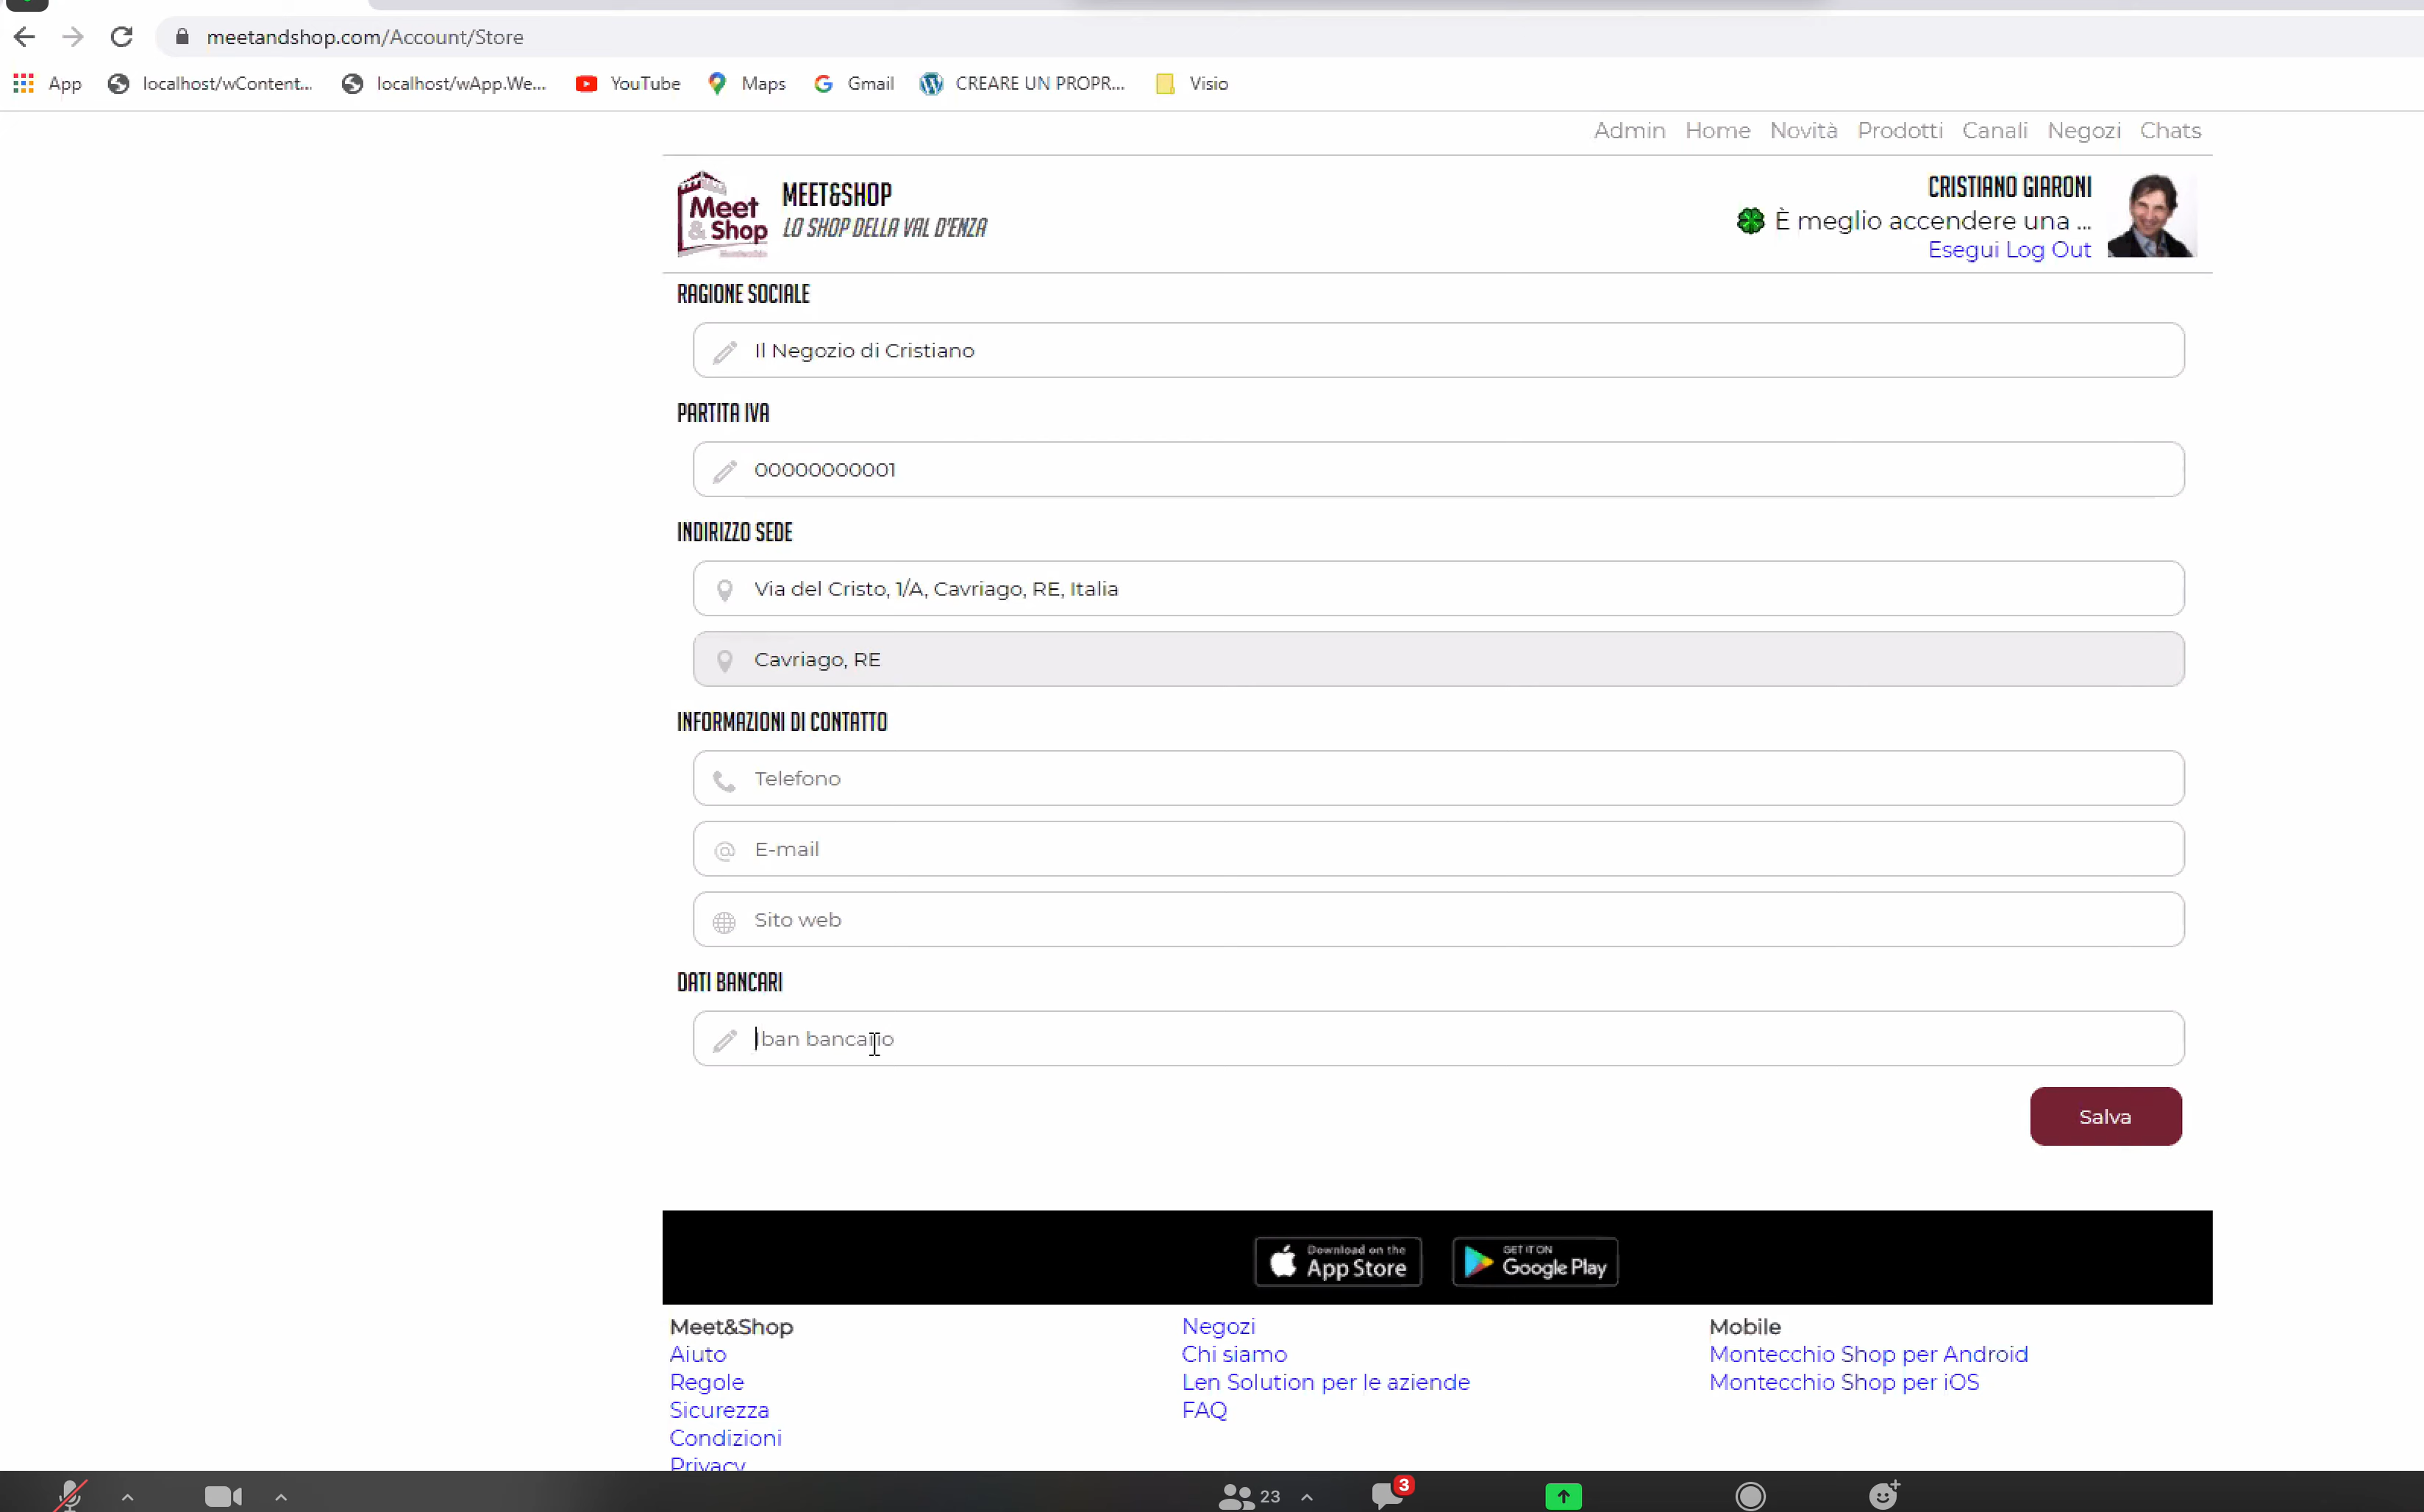 meetandshop.com/Account/Store
App localhost/wContent... localhost/wApp.We... YouTube Maps Gmail CREARE UN PROPR... Visio
Admin Home Novità Prodotti Canali Negozi Chats
Meet & Shop Montecchio
MEET&SHOP
LO SHOP DELLA VAL D'ENZA
CRISTIANO GIARONI
È meglio accendere una ...
Esegui Log Out
RAGIONE SOCIALE
Il Negozio di Cristiano
PARTITA IVA
00000000001
INDIRIZZO SEDE
Via del Cristo, 1/A, Cavriago, RE, Italia
Cavriago, RE
INFORMAZIONI DI CONTATTO
Telefono
@ E-mail
Sito web
DATI BANCARI
Iban bancario
Salva
Download on the App Store
GET IT ON Google Play
Meet&Shop
Aiuto
Regole
Sicurezza
Condizioni
Privacy
Negozi
Chi siamo
Len Solution per le aziende
FAQ
Mobile
Montecchio Shop per Android
Montecchio Shop per iOS
23 3